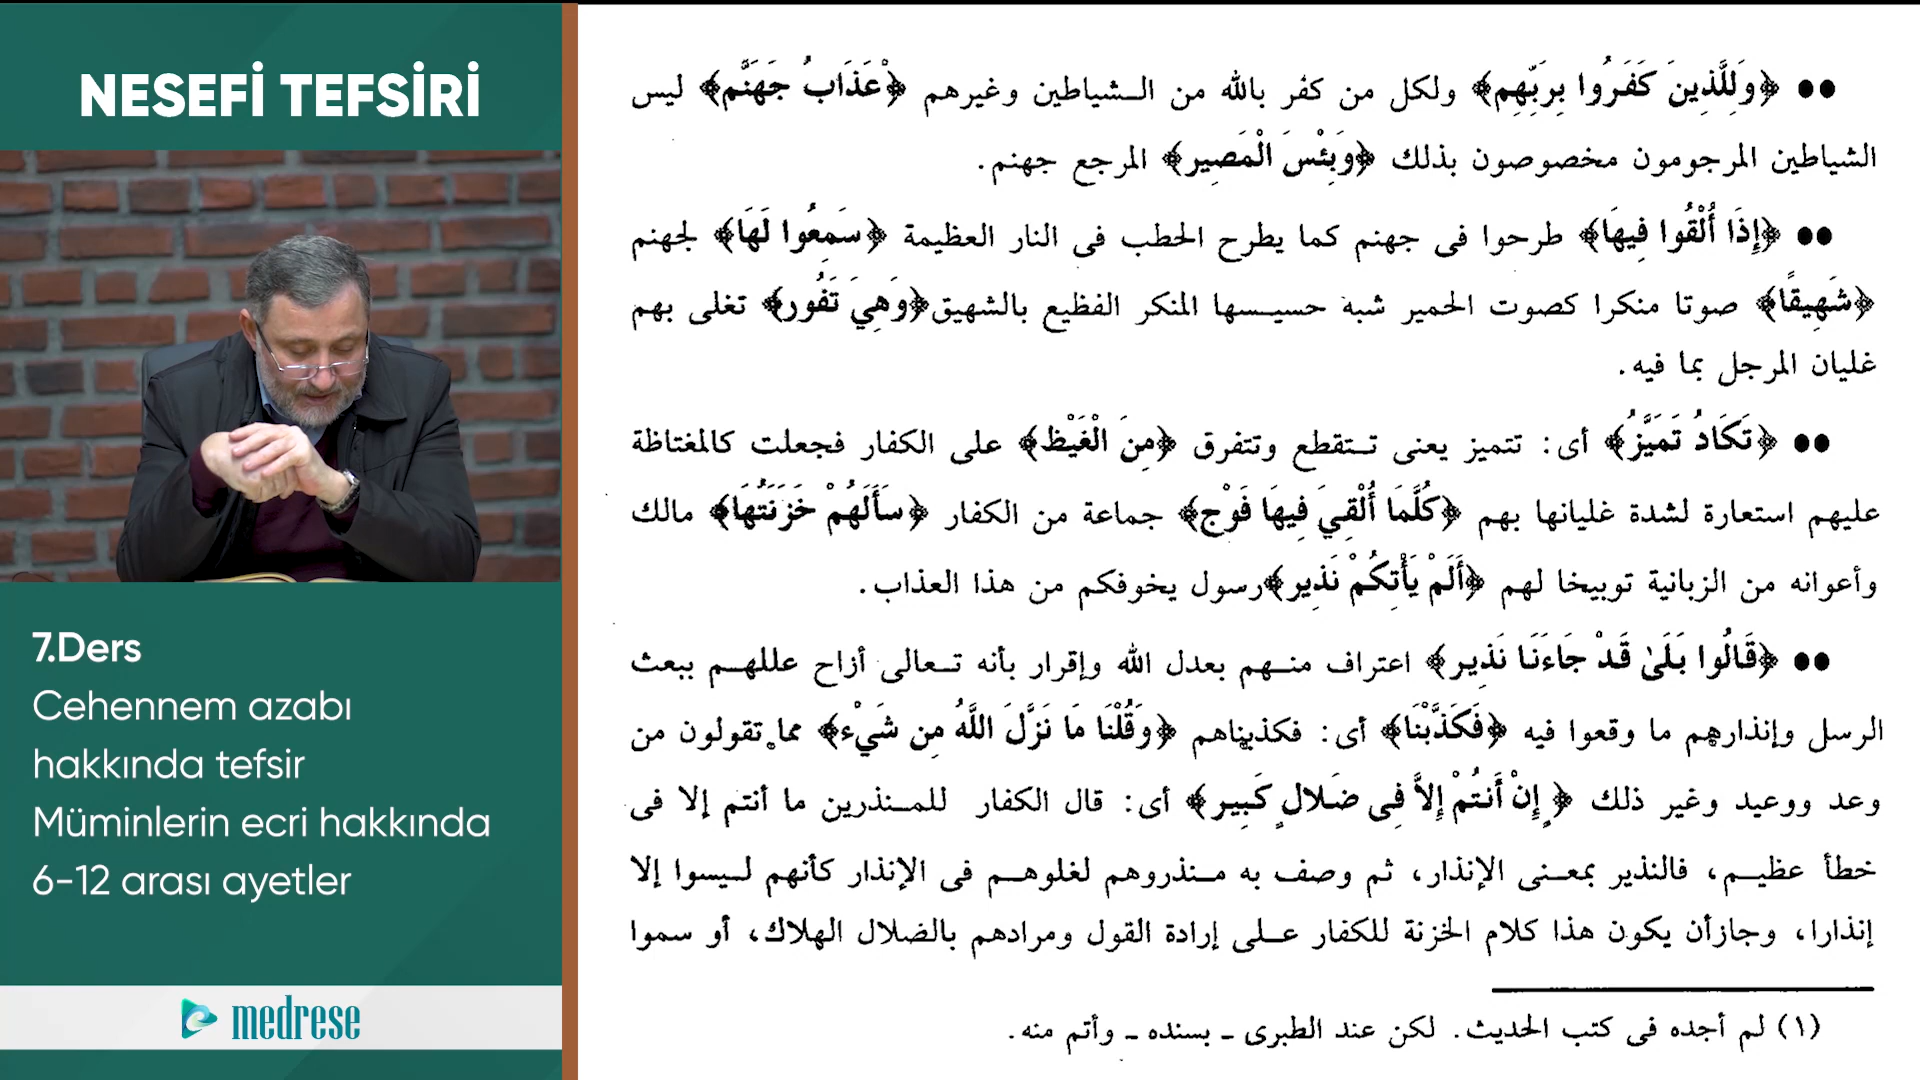 NESEFİ TEFSİRİ
7.Ders
Cehennem azabı
hakkında tefsir
Müminlerin ecri hakkında
6-12 arası ayetler
medrese
●● ﴿وَلِلَّذِينَ كَفَرُوا بِرَبِّهِم﴾ ولكل من كفر بالله من الشياطين وغيرهم ﴿عَذَابُ جَهَنَّم﴾ ليس
الشياطين المرجومون مخصوصون بذلك ﴿وَبِئْسَ الْمَصِير﴾ المرجع جهنم.
●● ﴿إِذَا أُلْقُوا فِيهَا﴾ طرحوا فى جهنم كما يطرح الحطب فى النار العظيمة ﴿سَمِعُوا لَهَا﴾ لجهنم
﴿شَهِيقًا﴾ صوتا منكرا كصوت الحمير شبه حسيسها المنكر الفظيع بالشهيق ﴿وَهِيَ تَفُور﴾ تغلى بهم
غليان المرجل بما فيه.
●● ﴿تَكَادُ تَمَيَّزُ﴾ أى: تتميز يعنى تتقطع وتتفرق ﴿مِنَ الْغَيْظ﴾ على الكفار فجعلت كالمغتاظة
عليهم استعارة لشدة غليانها بهم ﴿كُلَّمَا أُلْقِيَ فِيهَا فَوْج﴾ جماعة من الكفار ﴿سَأَلَهُمْ خَزَنَتُهَا﴾ مالك
وأعوانه من الزبانية توبيخا لهم ﴿أَلَمْ يَأْتِكُمْ نَذِير﴾رسول يخوفكم من هذا العذاب.
●● ﴿قَالُوا بَلَىٰ قَدْ جَاءَنَا نَذِير﴾ اعتراف منهم بعدل الله وإقرار بأنه تعالى أزاح عللهم ببعث
الرسل وإنذارهم ما وقعوا فيه ﴿فَكَذَّبْنَا﴾ أى: فكذبناهم ﴿وَقُلْنَا مَا نَزَّلَ اللَّهُ مِن شَيْء﴾ مما تقولون من
وعد ووعيد وغير ذلك ﴿إِنْ أَنتُمْ إِلاَّ فِى ضَلالٍ كَبِير﴾ أى: قال الكفار للمنذرين ما أنتم إلا فى
خطأ عظيم، فالنذير بمعنى الإنذار، ثم وصف به منذروهم لغلوهم فى الإنذار كأنهم ليسوا إلا
إنذارا، وجازأن يكون هذا كلام الخزنة للكفار على إرادة القول ومرادهم بالضلال الهلاك، أو سموا
(١) لم أجده فى كتب الحديث. لكن عند الطبرى ـ بسنده ـ وأتم منه.